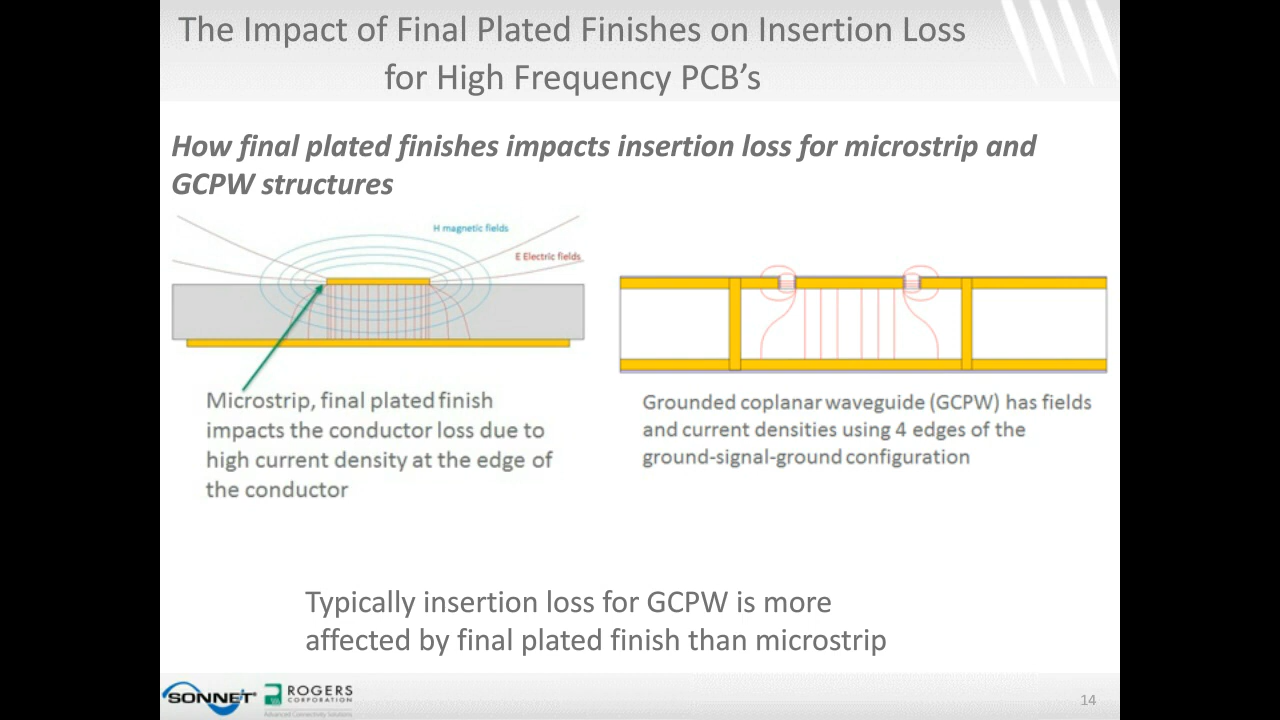 The Impact of Final Plated Finishes on Insertion Loss
for High Frequency PCB's
How final plated finishes impacts insertion loss for microstrip and
GCPW structures
H magnetic fields
E Electric fields
Microstrip, final plated finish
impacts the conductor loss due to
high current density at the edge of
the conductor
Grounded coplanar waveguide (GCPW) has fields
and current densities using 4 edges of the
ground-signal-ground configuration
Typically insertion loss for GCPW is more
affected by final plated finish than microstrip
SONNET
ROGERS
CORPORATION
Advanced Connectivity Solutions
14